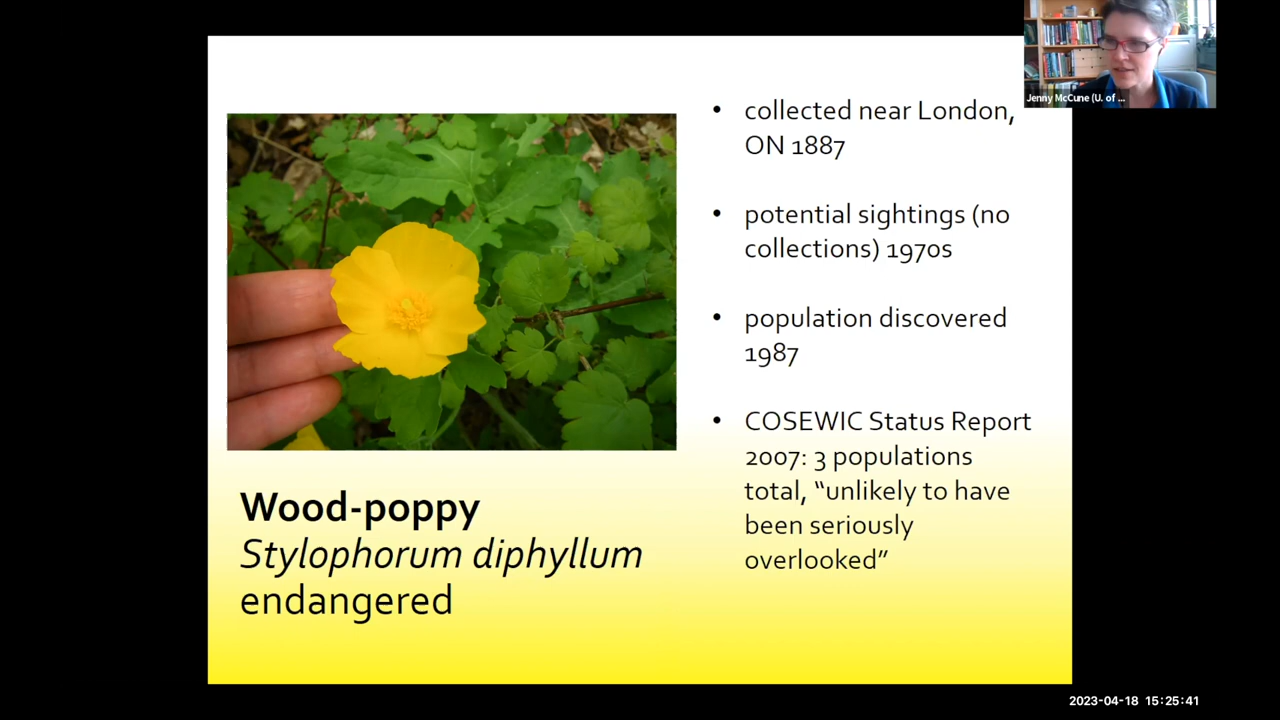 Jenny McCune (U. of ...
• collected near London,
ON 1887
• potential sightings (no
collections) 1970s
• population discovered
1987
• COSEWIC Status Report
2007: 3 populations
total, “unlikely to have
been seriously
overlooked”
Wood-poppy
Stylophorum diphyllum
endangered
2023-04-18 15:25:41